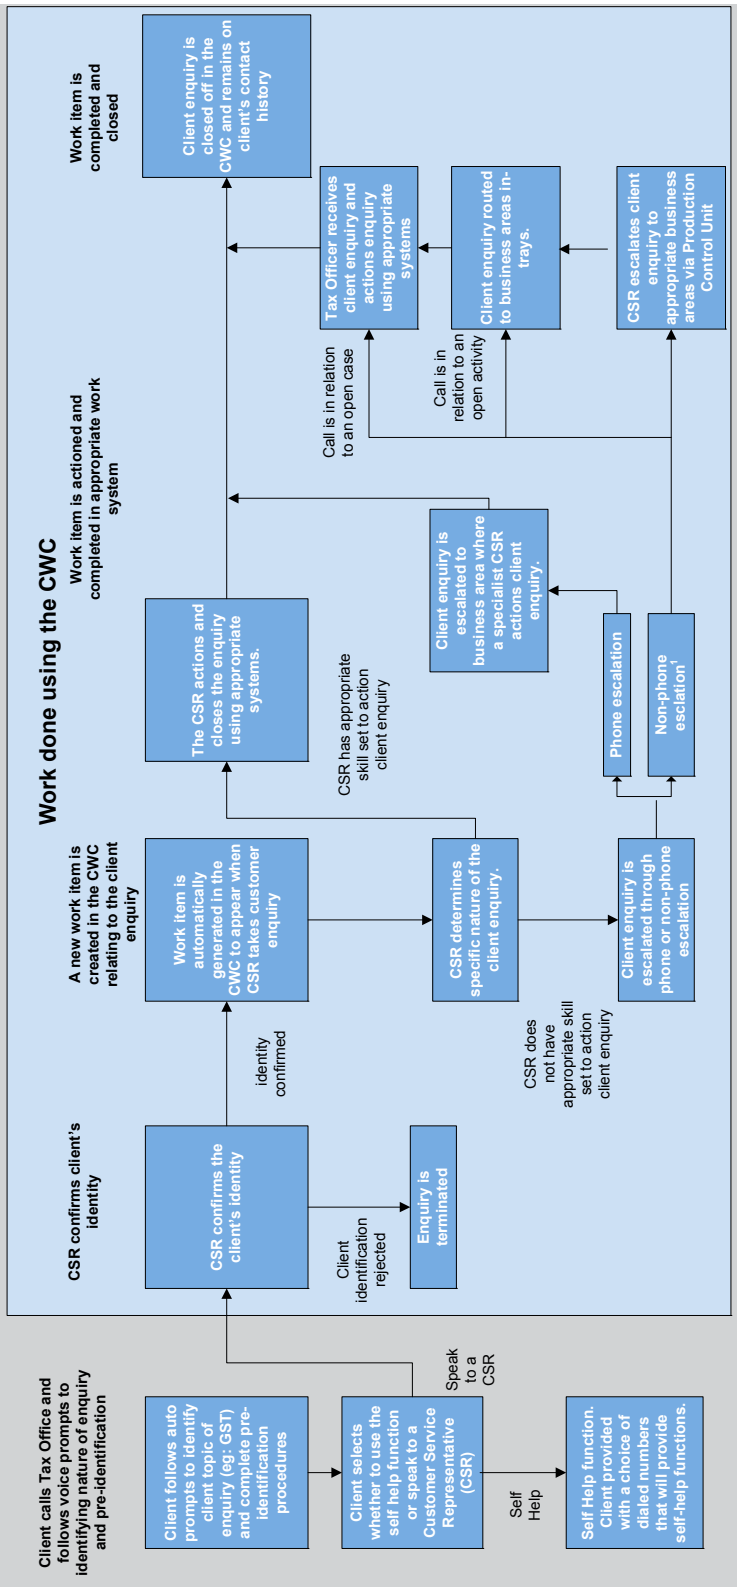 Client calls Tax Office and
follows voice prompts to
identifying nature of enquiry
and pre-identification
Client follows auto
prompts to identify
client topic of
enquiry (eg: GST)
and complete pre-
identification
procedures
Client selects
whether to use the
self help function
or speak to a
Customer Service
Representative
(CSR)
Speak
to a
CSR
Self
Help
Self Help function.
Client provided
with a choice of
dialed numbers
that will provide
self-help functions.
Work done using the CWC
CSR confirms client's
identity
CSR confirms the
client's identity
Client
identification
rejected
Enquiry is
terminated
identity
confirmed
A new work item is
created in the CWC
relating to the client
enquiry
Work item is
automatically
generated in the
CWC to appear when
CSR takes customer
enquiry
CSR determines
specific nature of the
client enquiry.
CSR does
not have
appropriate skill
set to action
client enquiry
Client enquiry is
escalated through
phone or non-phone
escalation
CSR has appropriate
skill set to action
client enquiry
Work item is actioned and
completed in appropriate work
system
The CSR actions and
closes the enquiry
using appropriate
systems.
Client enquiry is
escalated to
business area where
a specialist CSR
actions client
enquiry.
Phone escalation
Non-phone
esclation¹
Call is in relation
to an open case
Call is in
relation to an
open activity
Work item is
completed and
closed
Client enquiry is
closed off in the
CWC and remains on
client's contact
history
Tax Officer receives
client enquiry and
actions enquiry
using appropriate
systems
Client enquiry routed
to business areas in-
trays.
CSR escalates client
enquiry to
appropriate business
areas via Production
Control Unit